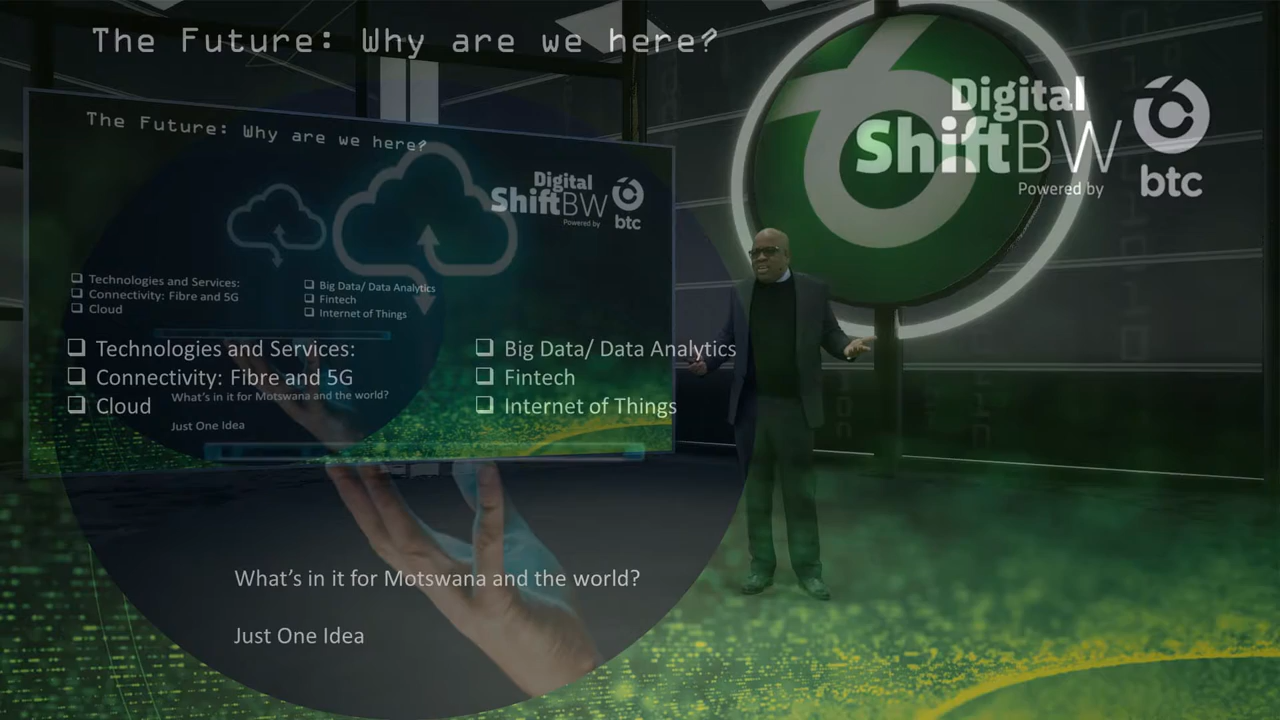 The Future: Why are we here?
Digital
ShiftBW
Powered by
btc
Technologies and Services:
Connectivity: Fibre and 5G
Cloud
Big Data/ Data Analytics
Fintech
Internet of Things
What's in it for Motswana and the world?
Just One Idea
The Future: Why are we here?
Digital
ShiftBW
Powered by
btc
Technologies and Services:
Connectivity: Fibre and 5G
Cloud
Big Data/ Data Analytics
Fintech
Internet of Things
What’s in it for Motswana and the world?
Just One Idea